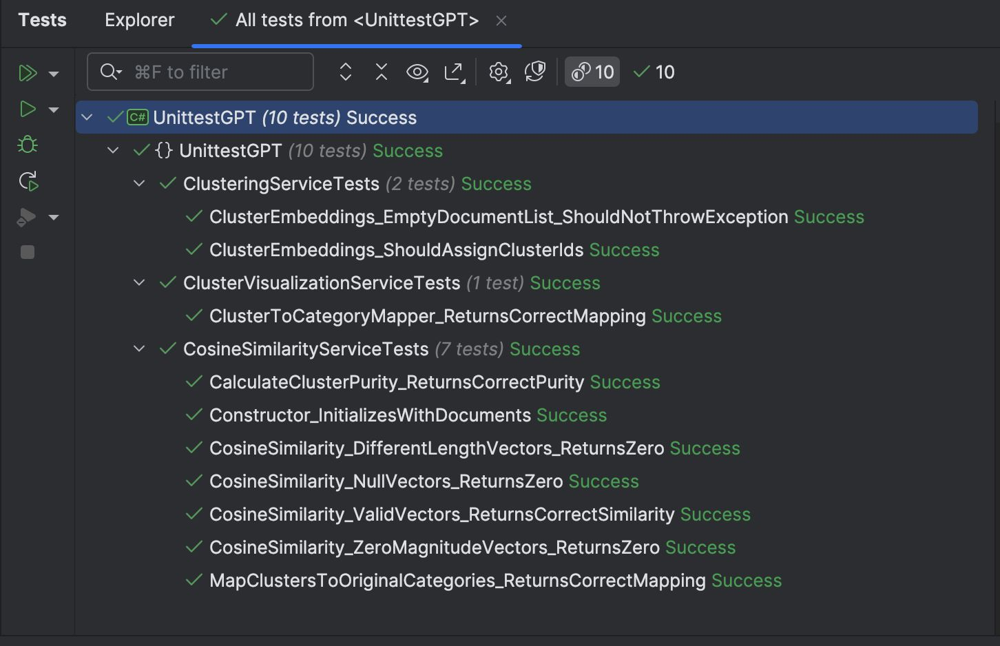 Tests Explorer All tests from <UnittestGPT>
⌘F to filter 10 10
C# UnittestGPT (10 tests) Success
{} UnittestGPT (10 tests) Success
ClusteringServiceTests (2 tests) Success
ClusterEmbeddings_EmptyDocumentList_ShouldNotThrowException Success
ClusterEmbeddings_ShouldAssignClusterIds Success
ClusterVisualizationServiceTests (1 test) Success
ClusterToCategoryMapper_ReturnsCorrectMapping Success
CosineSimilarityServiceTests (7 tests) Success
CalculateClusterPurity_ReturnsCorrectPurity Success
Constructor_InitializesWithDocuments Success
CosineSimilarity_DifferentLengthVectors_ReturnsZero Success
CosineSimilarity_NullVectors_ReturnsZero Success
CosineSimilarity_ValidVectors_ReturnsCorrectSimilarity Success
CosineSimilarity_ZeroMagnitudeVectors_ReturnsZero Success
MapClustersToOriginalCategories_ReturnsCorrectMapping Success